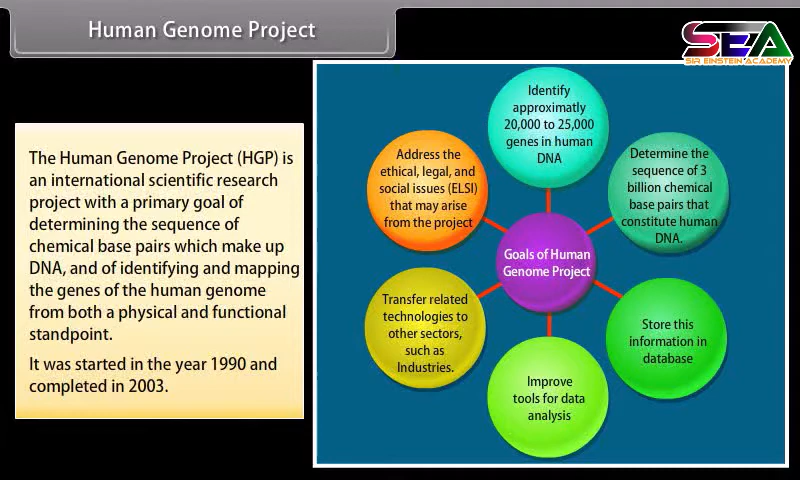 Human Genome Project
SEA
SIR EINSTEIN ACADEMY
The Human Genome Project (HGP) is
an international scientific research
project with a primary goal of
determining the sequence of
chemical base pairs which make up
DNA, and of identifying and mapping
the genes of the human genome
from both a physical and functional
standpoint.
It was started in the year 1990 and
completed in 2003.
Identify
approximatly
20,000 to 25,000
genes in human
DNA
Determine the
sequence of 3
billion chemical
base pairs that
constitute human
DNA.
Store this
information in
database
Improve
tools for data
analysis
Transfer related
technologies to
other sectors,
such as
Industries.
Address the
ethical, legal, and
social issues (ELSI)
that may arise
from the project
Goals of Human
Genome Project